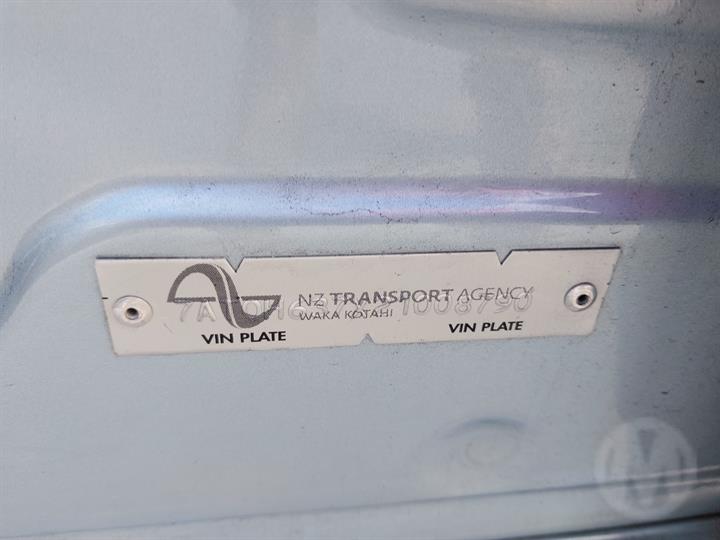 NZ TRANSPORT AGENCY
WAKA KOTAHI
VIN PLATE
VIN PLATE